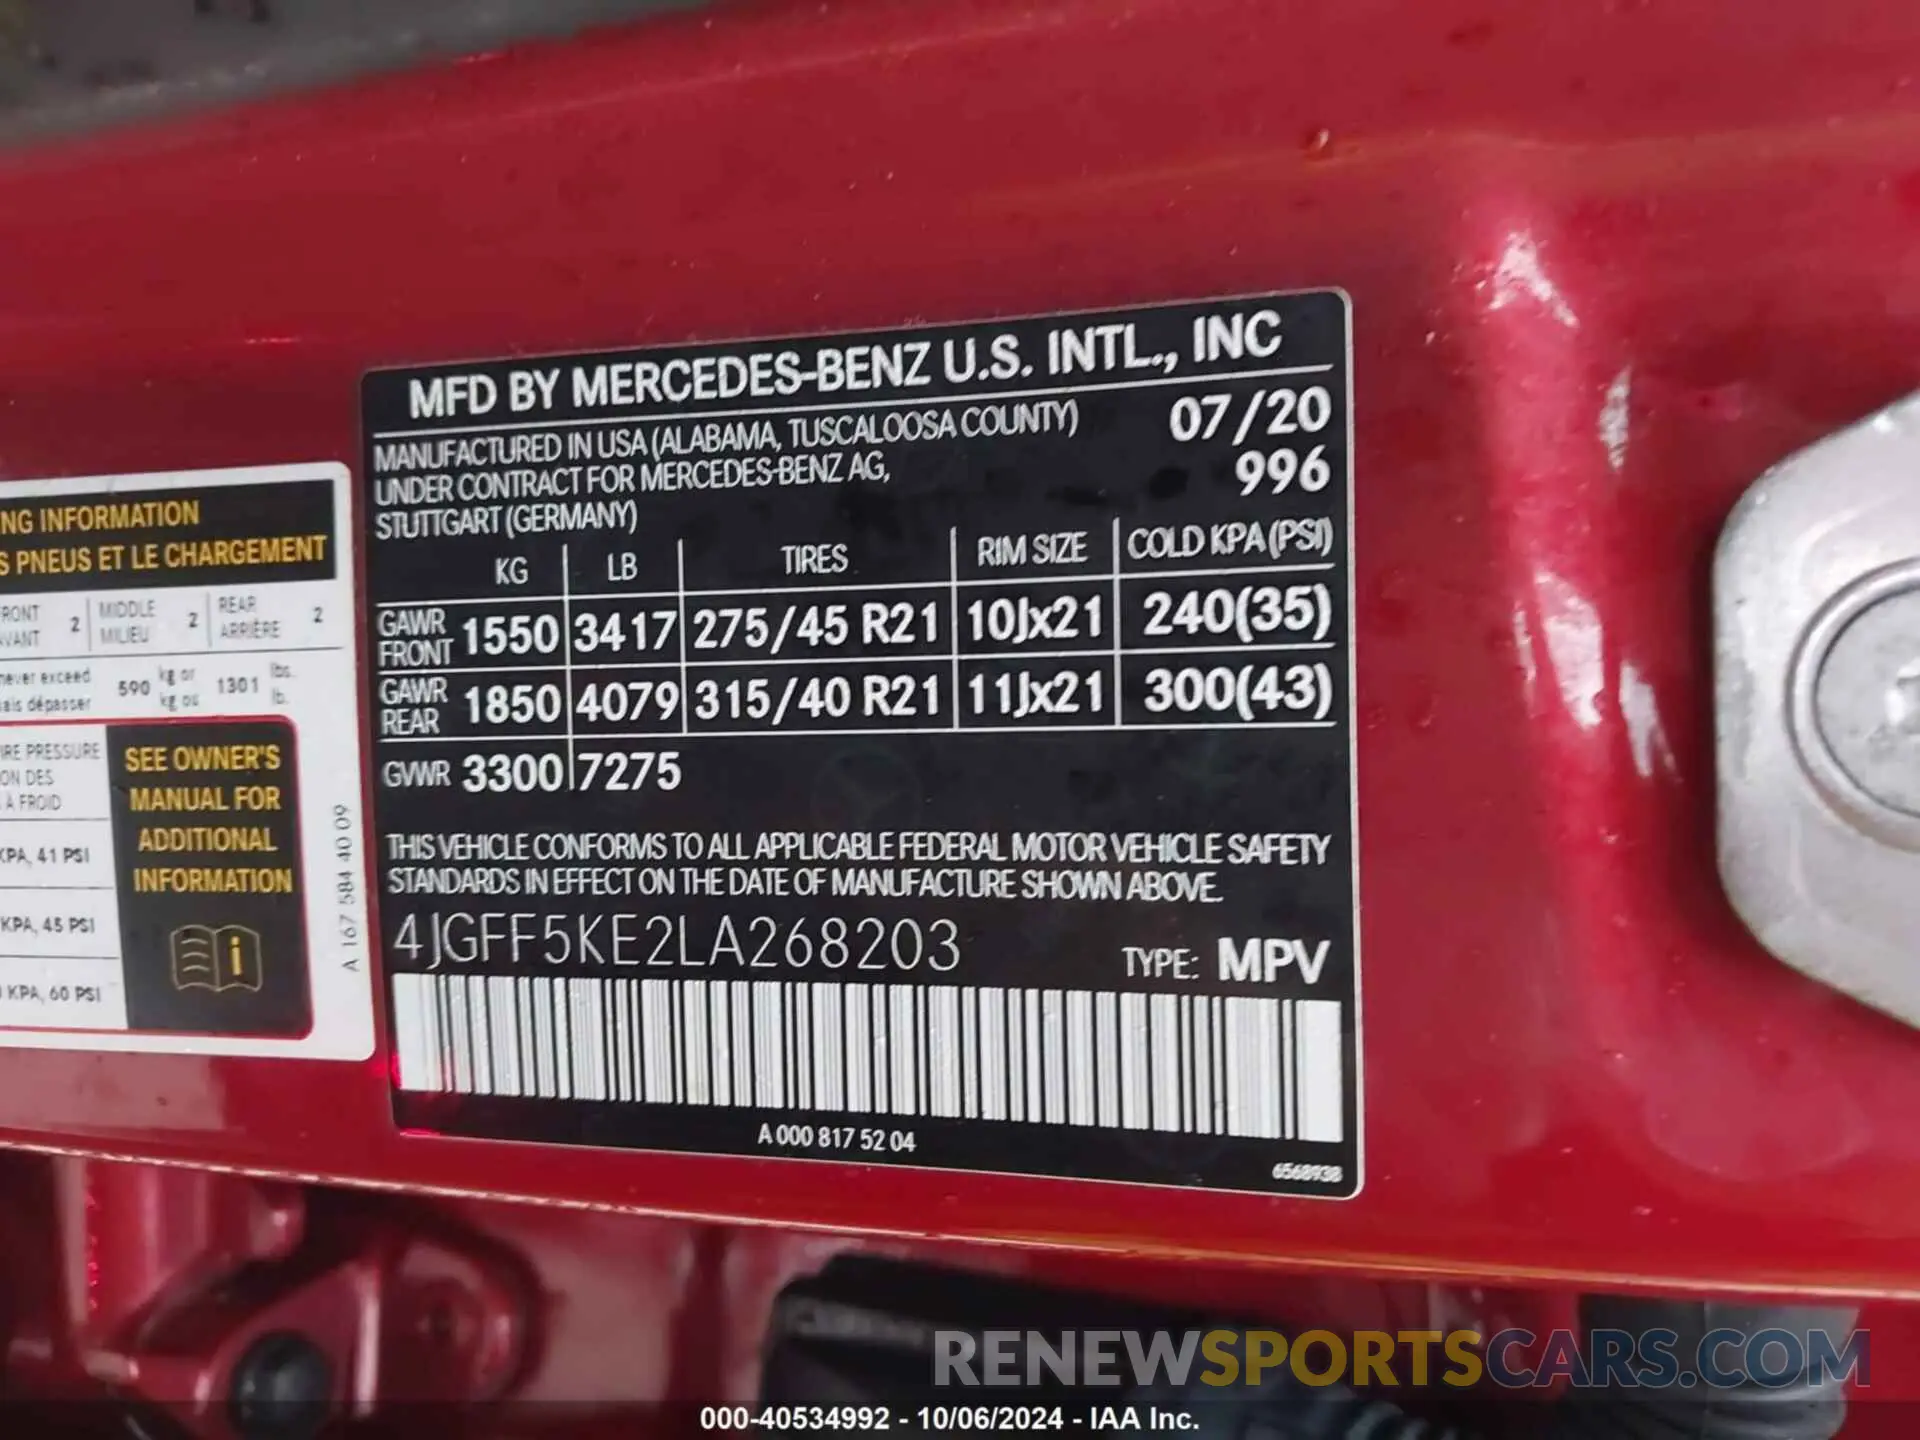 NG INFORMATION
S PNEUS ET LE CHARGEMENT
FRONT 2 MIDDLE 2 REAR 2
AVANT MILIEU ARRIÈRE
never exceed 590 kg or 1301 lbs.
dépasser kg ou lb.
PRESSURE
ON DES
À FROID
KPA, 41 PSI
KPA, 45 PSI
KPA, 60 PSI
SEE OWNER'S
MANUAL FOR
ADDITIONAL
INFORMATION
A 167 584 40 09
MFD BY MERCEDES-BENZ U.S. INTL., INC
MANUFACTURED IN USA (ALABAMA, TUSCALOOSA COUNTY) 07/20
UNDER CONTRACT FOR MERCEDES-BENZ AG, 996
STUTTGART (GERMANY)
KG LB TIRES RIM SIZE COLD KPA (PSI)
GAWR FRONT 1550 3417 275/45 R21 10Jx21 240(35)
GAWR REAR 1850 4079 315/40 R21 11Jx21 300(43)
GVWR 3300 7275
THIS VEHICLE CONFORMS TO ALL APPLICABLE FEDERAL MOTOR VEHICLE SAFETY
STANDARDS IN EFFECT ON THE DATE OF MANUFACTURE SHOWN ABOVE.
4JGFF5KE2LA268203 TYPE: MPV
A 000 817 52 04
6568938
RENEWSPORTSCARS.COM
000-40534992 - 10/06/2024 - IAA Inc.